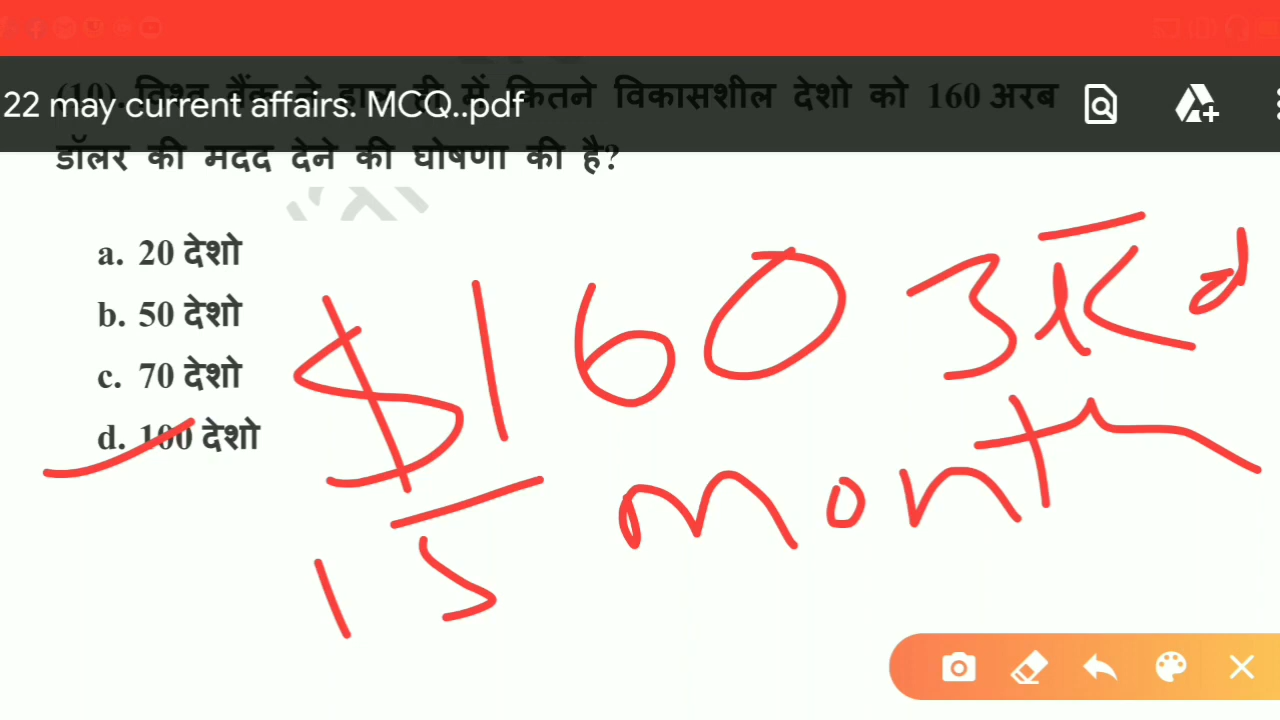 (10). विश्व बैंक ने हाल ही में कितने विकासशील देशो को 160 अरब
22 may current affairs. MCQ..pdf
डॉलर की मदद देने की घोषणा की है?
a. 20 देशो
$160 अरब
b. 50 देशो
c. 70 देशो
d. 100 देशो
15 month